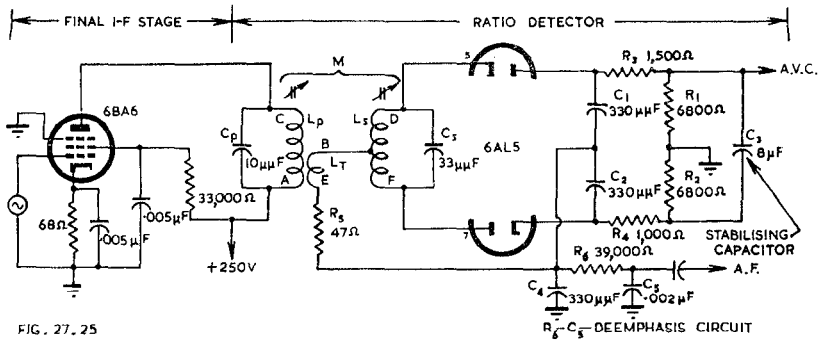 FINAL I-F STAGE
RATIO DETECTOR
M
5
R3 1,500Ω
A.V.C.
6BA6
C
Lp
Ls
D
C1
330μμF
R1
6800Ω
Cp
10μμF
B
LT
Cs
33μμF
6AL5
C3
8μF
A
E
F
C2
330μμF
R2
6800Ω
33,000Ω
.005μF
68Ω
.005μF
R5
47Ω
7
R4 1,000Ω
STABILISING
CAPACITOR
+250V
R6 39,000Ω
A.F.
C4
330μμF
C5
.002μF
FIG. 27.25
R6-C5-DEEMPHASIS CIRCUIT